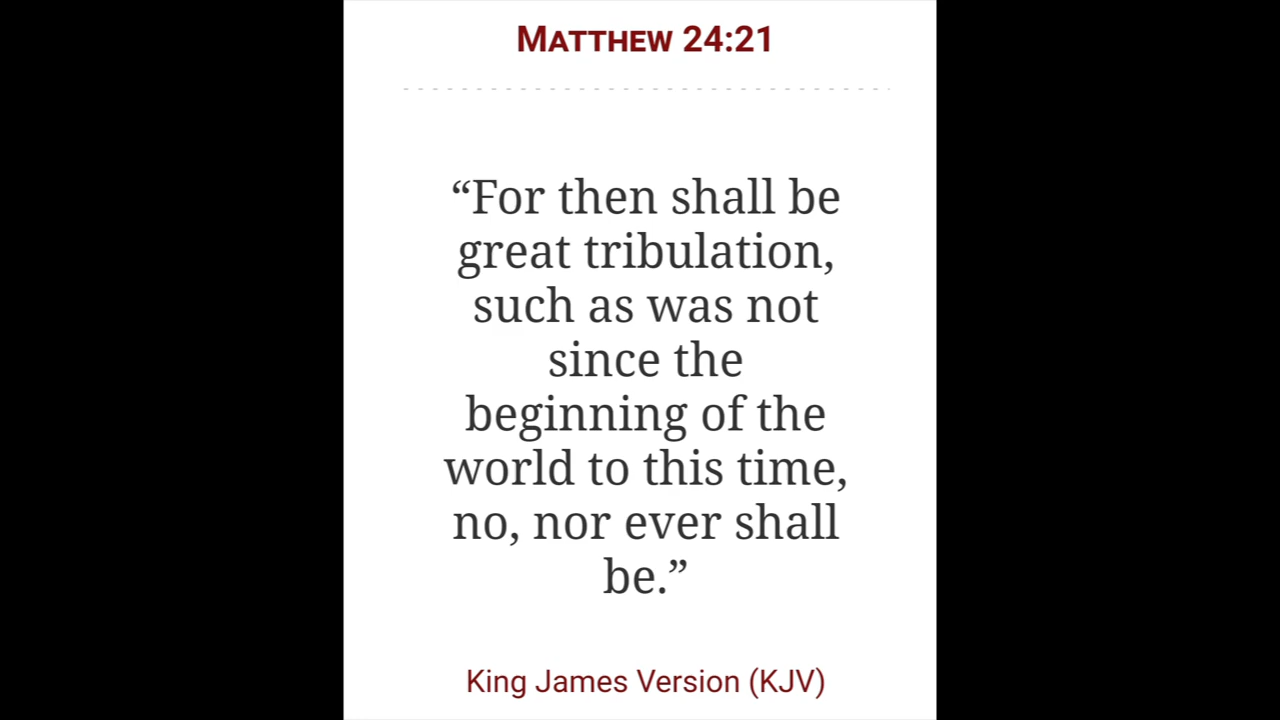 MATTHEW 24:21
“For then shall be
great tribulation,
such as was not
since the
beginning of the
world to this time,
no, nor ever shall
be.”
King James Version (KJV)